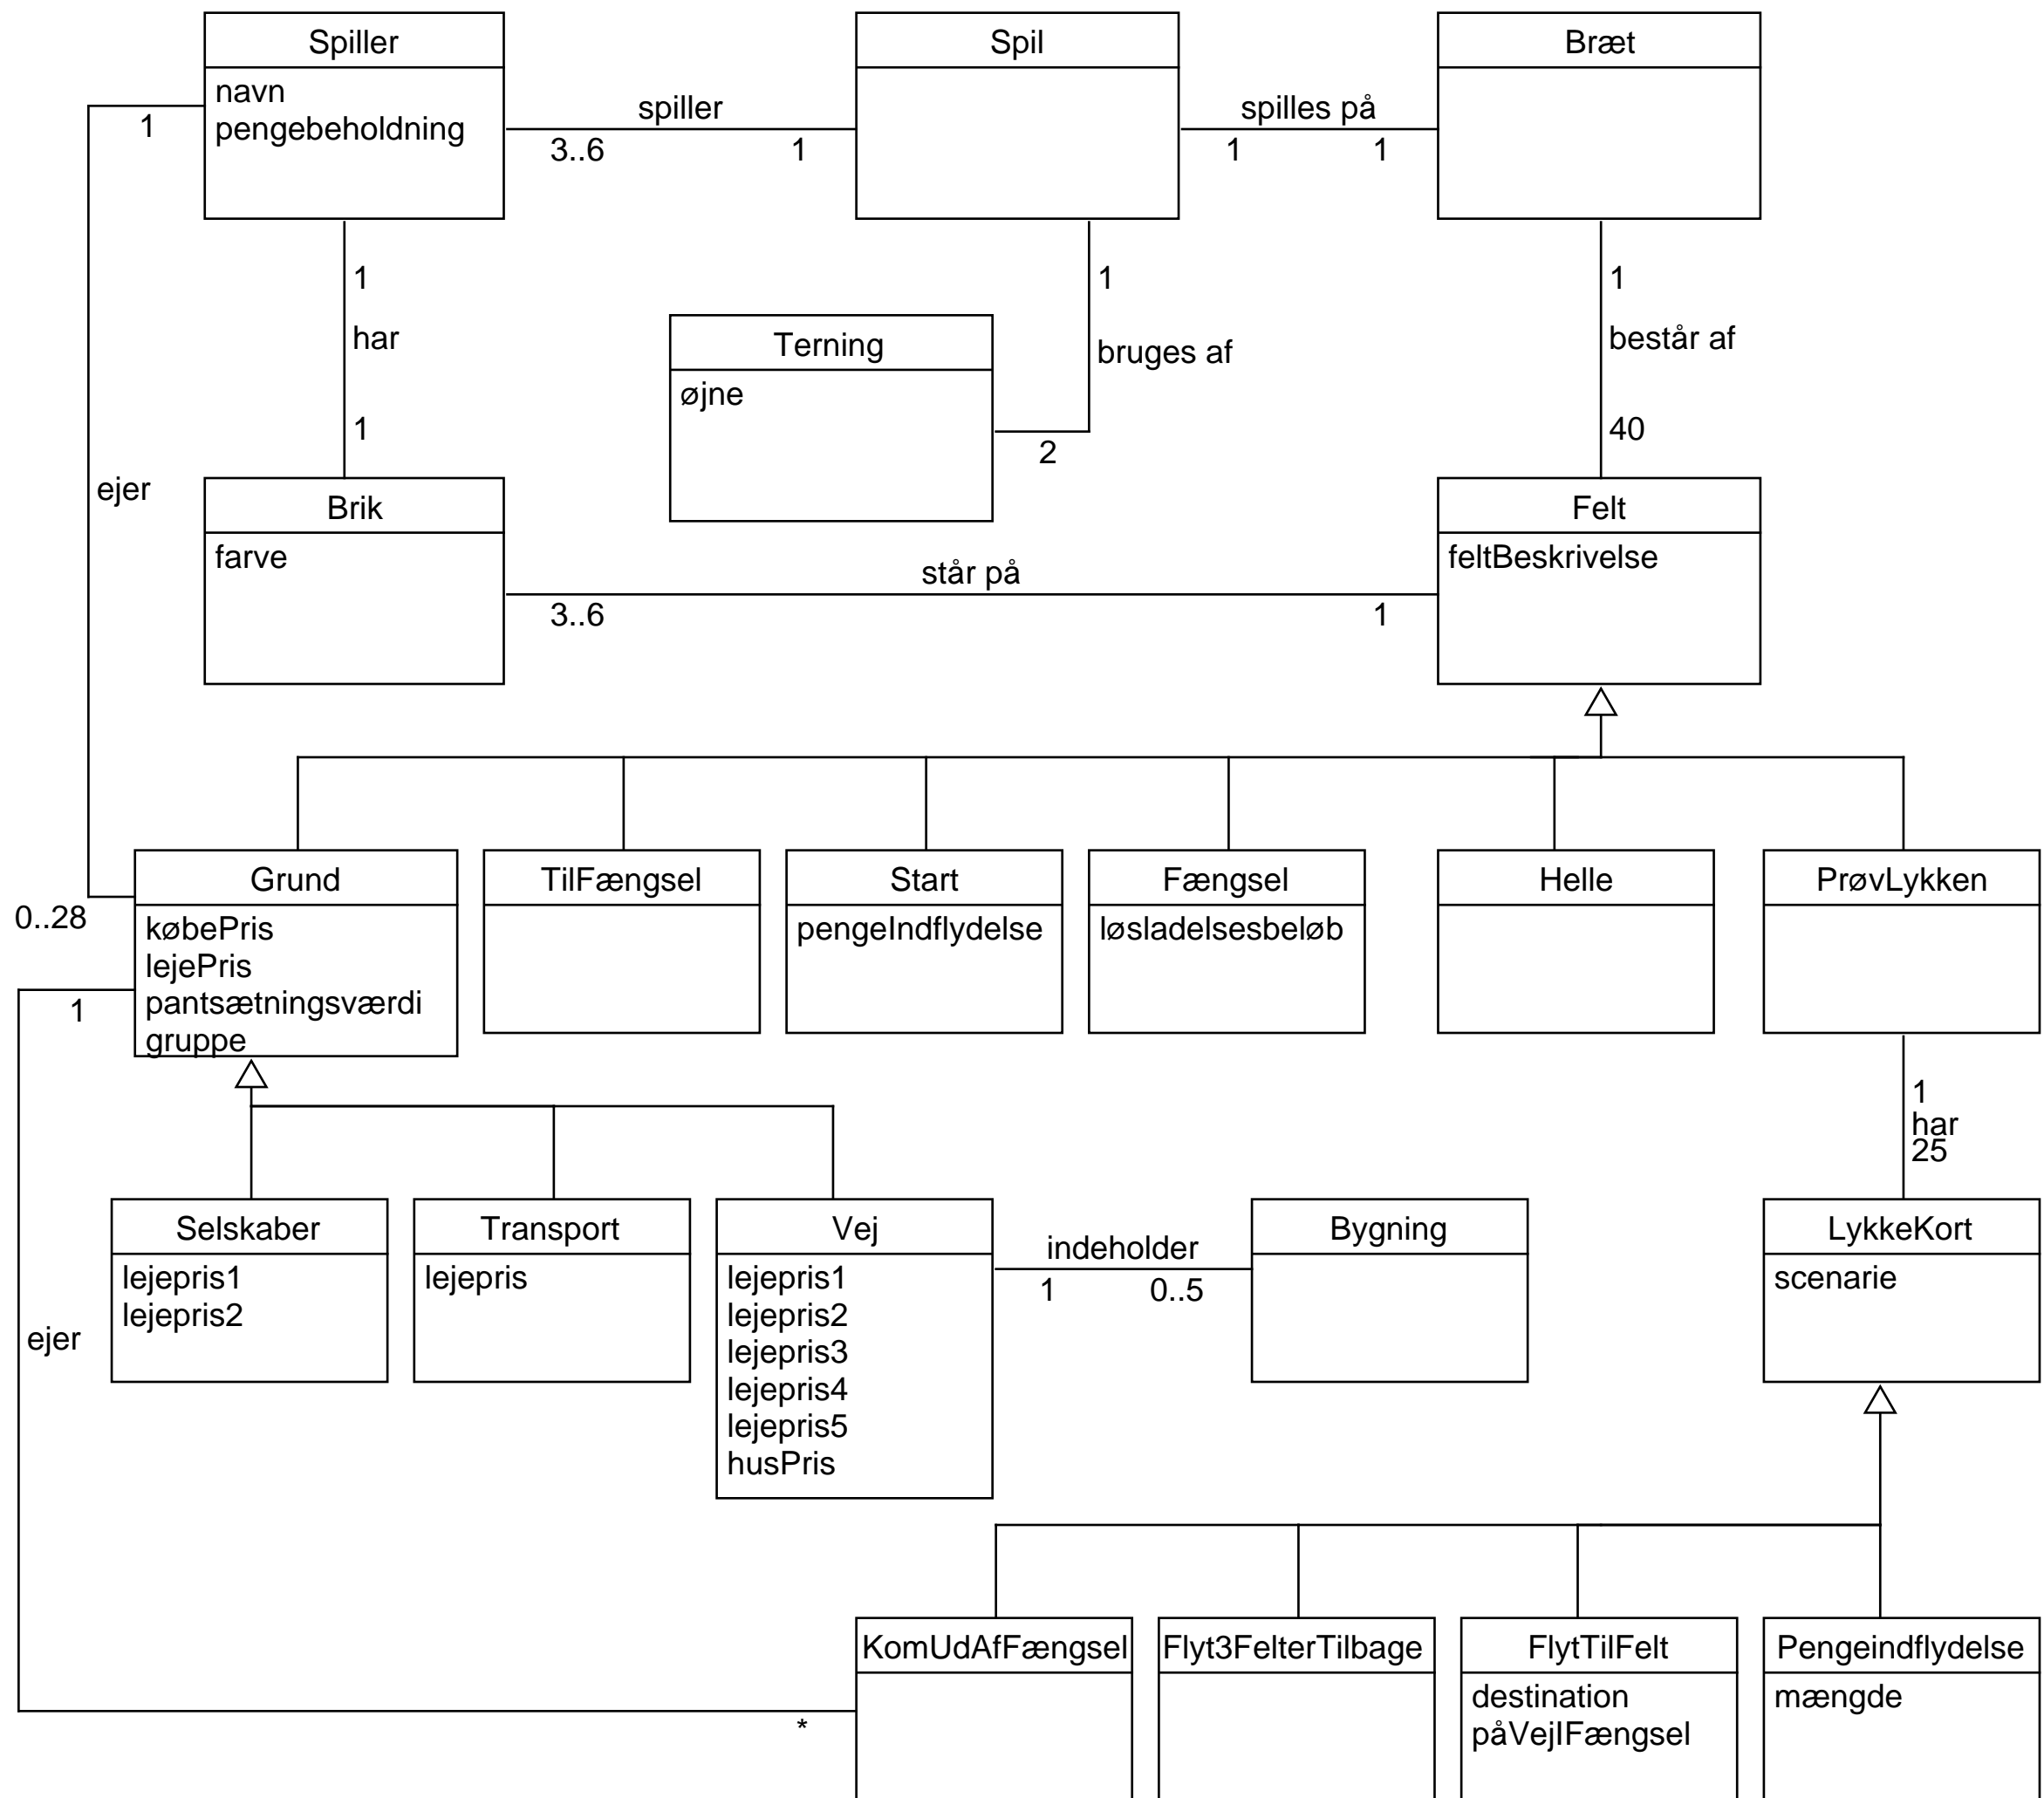 Spiller
navn
pengebeholdning
Spil
Bræt
spiller
3..6
1
spilles på
1
1
1
1
har
1
1
bruges af
2
1
består af
40
Terning
øjne
ejer
Brik
farve
Felt
feltBeskrivelse
står på
3..6
1
0..28
Grund
købePris
lejePris
pantsætningsværdi
gruppe
TilFængsel
Start
pengeIndflydelse
Fængsel
løsladelsesbeløb
Helle
PrøvLykken
1
1
har
25
Selskaber
lejepris1
lejepris2
Transport
lejepris
Vej
lejepris1
lejepris2
lejepris3
lejepris4
lejepris5
husPris
indeholder
1
0..5
Bygning
LykkeKort
scenarie
ejer
*
KomUdAfFængsel
Flyt3FelterTilbage
FlytTilFelt
destination
påVejIFængsel
Pengeindflydelse
mængde